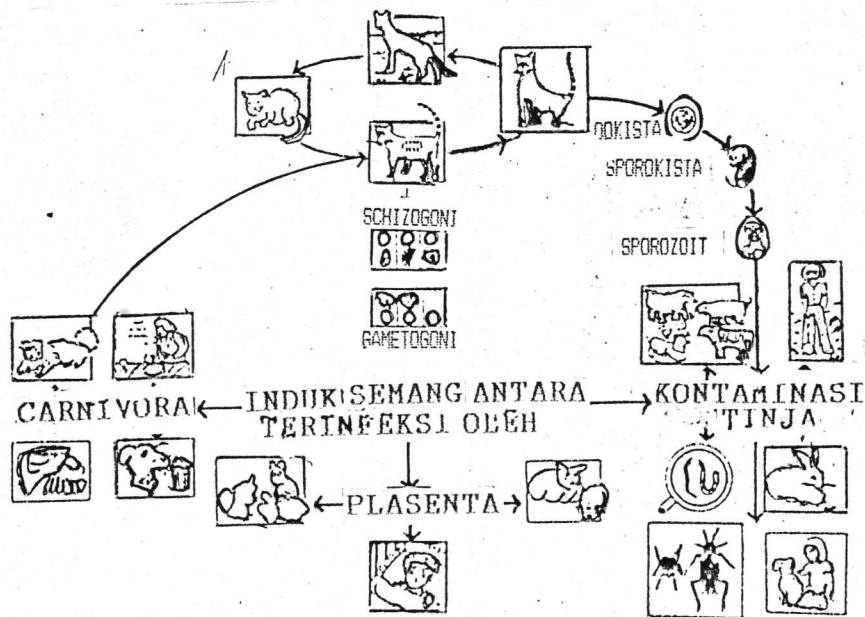 OOKISTA
SPOROKISTA
SCHIZOGONI
SPOROZOIT
GAMETOGONI
CARNIVORA
INDUK SEMANG ANTARA
TERINFEKSI OLEH
KONTAMINASI
TINJA
PLASENTA